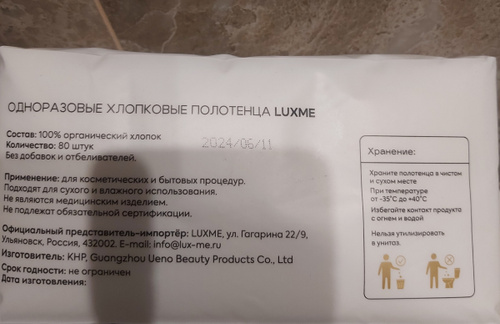 ОДНОРАЗОВЫЕ ХЛОПКОВЫЕ ПОЛОТЕНЦА LUXME
Состав: 100% органический хлопок
Количество: 80 штук
Без добавок и отбеливателей.
2024/06/11
Применение: для косметических и бытовых процедур.
Подходят для сухого и влажного использования.
Не являются медицинским изделием.
Не подлежат обязательной сертификации.
Официальный представитель-импортёр: LUXME, ул. Гагарина 22/9,
Ульяновск, Россия, 432002. E-mail: info@lux-me.ru
Изготовитель: КНР, Guangzhou Ueno Beauty Products Co., Ltd
Срок годности: не ограничен
Дата изготовления:
Хранение:
Храните полотенца в чистом
и сухом месте
При температуре
от -35°C до +40°C
Избегайте контакт продукта
с огнем и водой
Нельзя утилизировать
в унитаз.